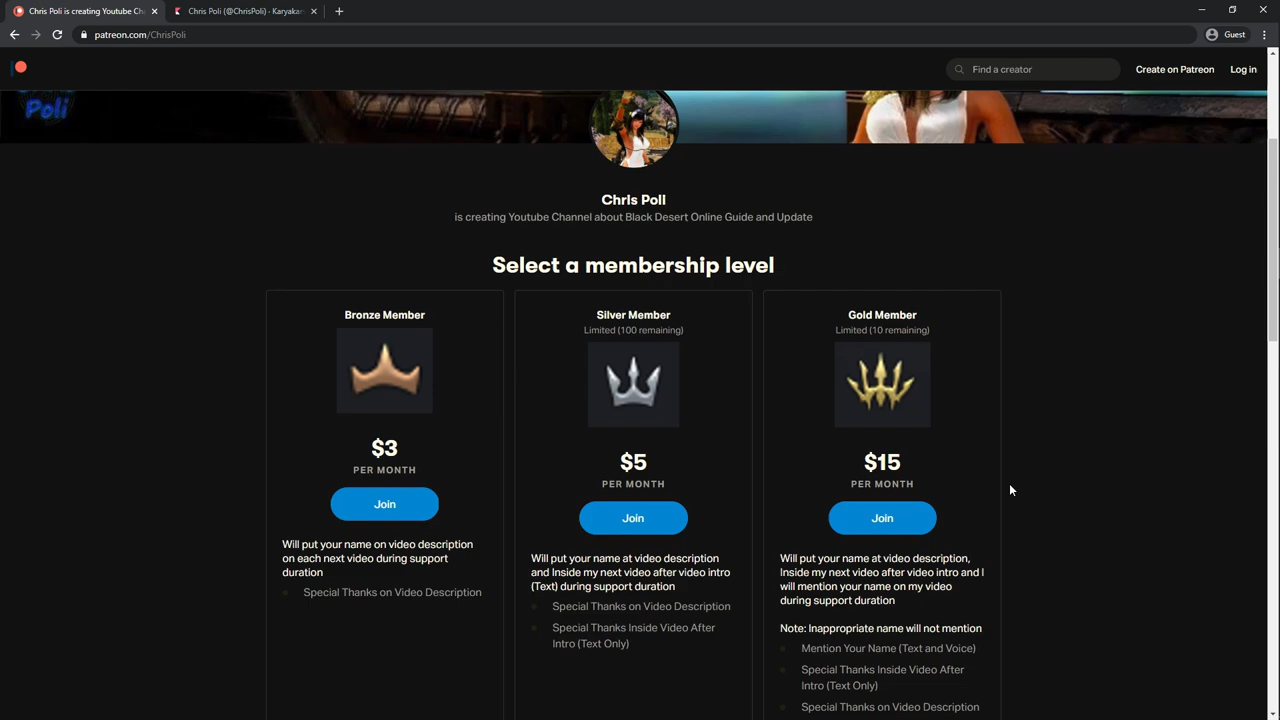 Chris Poli is creating Youtube Ch
Chris Poli (@ChrisPoli) - Karyakar
patreon.com/ChrisPoli
Guest
Find a creator
Create on Patreon
Log in
Poli
Chris Poli
is creating Youtube Channel about Black Desert Online Guide and Update
Select a membership level
Bronze Member
$3
PER MONTH
Join
Will put your name on video description
on each next video during support
duration
Special Thanks on Video Description
Silver Member
Limited (100 remaining)
$5
PER MONTH
Join
Will put your name at video description
and Inside my next video after video intro
(Text) during support duration
Special Thanks on Video Description
Special Thanks Inside Video After
Intro (Text Only)
Gold Member
Limited (10 remaining)
$15
PER MONTH
Join
Will put your name at video description,
Inside my next video after video intro and I
will mention your name on my video
during support duration
Note: Inappropriate name will not mention
Mention Your Name (Text and Voice)
Special Thanks Inside Video After
Intro (Text Only)
Special Thanks on Video Description